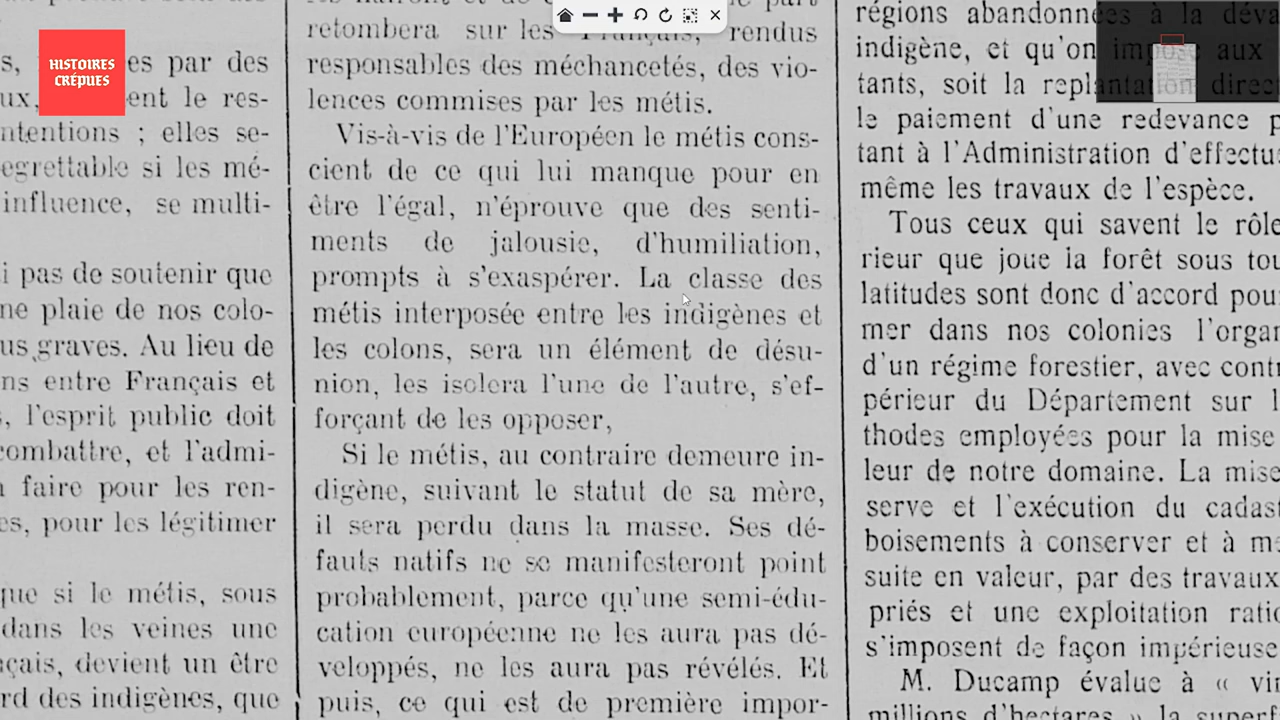 HISTOIRES
CRÉPUES
s,
es par des
ux,
ent le res-
ntentions ; elles se-
egrettable si les mé-
influence, se multi-
i pas de soutenir que
ne plaie de nos colo-
us graves. Au lieu de
ns entre Français et
s, l'esprit public doit
combattre, et l'admi-
faire pour les ren-
es, pour les légitimer
que si le métis, sous
dans les veines une
çais, devient un être
rd des indigènes, que
retombera sur les Français, rendus
responsables des méchancetés, des vio-
lences commises par les métis.
Vis-à-vis de l'Européen le métis cons-
cient de ce qui lui manque pour en
être l'égal, n'éprouve que des senti-
ments de jalousie, d'humiliation,
prompts à s'exaspérer. La classe des
métis interposée entre les indigènes et
les colons, sera un élément de désu-
nion, les isolera l'une de l'autre, s'ef-
forçant de les opposer,
Si le métis, au contraire demeure in-
digène, suivant le statut de sa mère,
il sera perdu dans la masse. Ses dé-
fauts natifs ne se manifesteront point
probablement, parce qu'une semi-édu-
cation européenne ne les aura pas dé-
veloppés, ne les aura pas révélés. Et
puis, ce qui est de première impor-
régions abandonnées à la déva
indigène, et qu'on impose aux
tants, soit la replantation direc
le paiement d'une redevance p
tant à l'Administration d'effectu
même les travaux de l'espèce.
Tous ceux qui savent le rôle
rieur que joue la forêt sous tou
latitudes sont donc d'accord pour
mer dans nos colonies l'organ
d'un régime forestier, avec contr
périeur du Département sur l
thodes employées pour la mise
leur de notre domaine. La mise
serve et l'exécution du cadast
boisements à conserver et à m
suite en valeur, par des travaux
priés et une exploitation ratio
s'imposent de façon impérieuse
M. Ducamp évalue à « vin
millions d'hectares » la superf